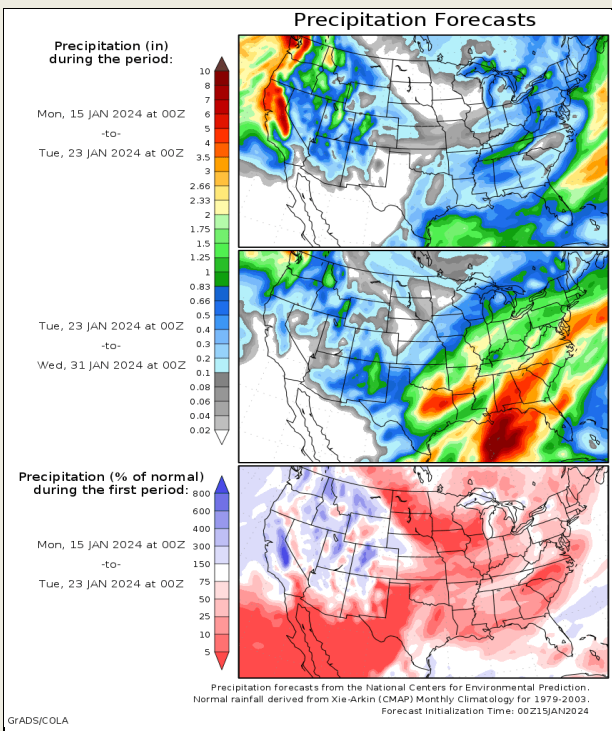 Precipitation Forecasts
Precipitation (in)
during the period:
Mon, 15 JAN 2024 at 00Z
-to-
Tue, 23 JAN 2024 at 00Z
10
8
7
6
5
4
3.5
3
2.66
2.33
2
1.75
1.5
1.25
1
0.83
0.66
0.5
0.4
0.3
0.2
0.1
0.08
0.06
0.04
0.02
Tue, 23 JAN 2024 at 00Z
-to-
Wed, 31 JAN 2024 at 00Z
Precipitation (% of normal)
during the first period:
800
600
400
300
150
75
50
25
10
5
Mon, 15 JAN 2024 at 00Z
-to-
Tue, 23 JAN 2024 at 00Z
Precipitation forecasts from the National Centers for Environmental Prediction.
Normal rainfall derived from Xie-Arkin (CMAP) Monthly Climatology for 1979-2003.
Forecast Initialization Time: 00Z15JAN2024
GrADS/COLA